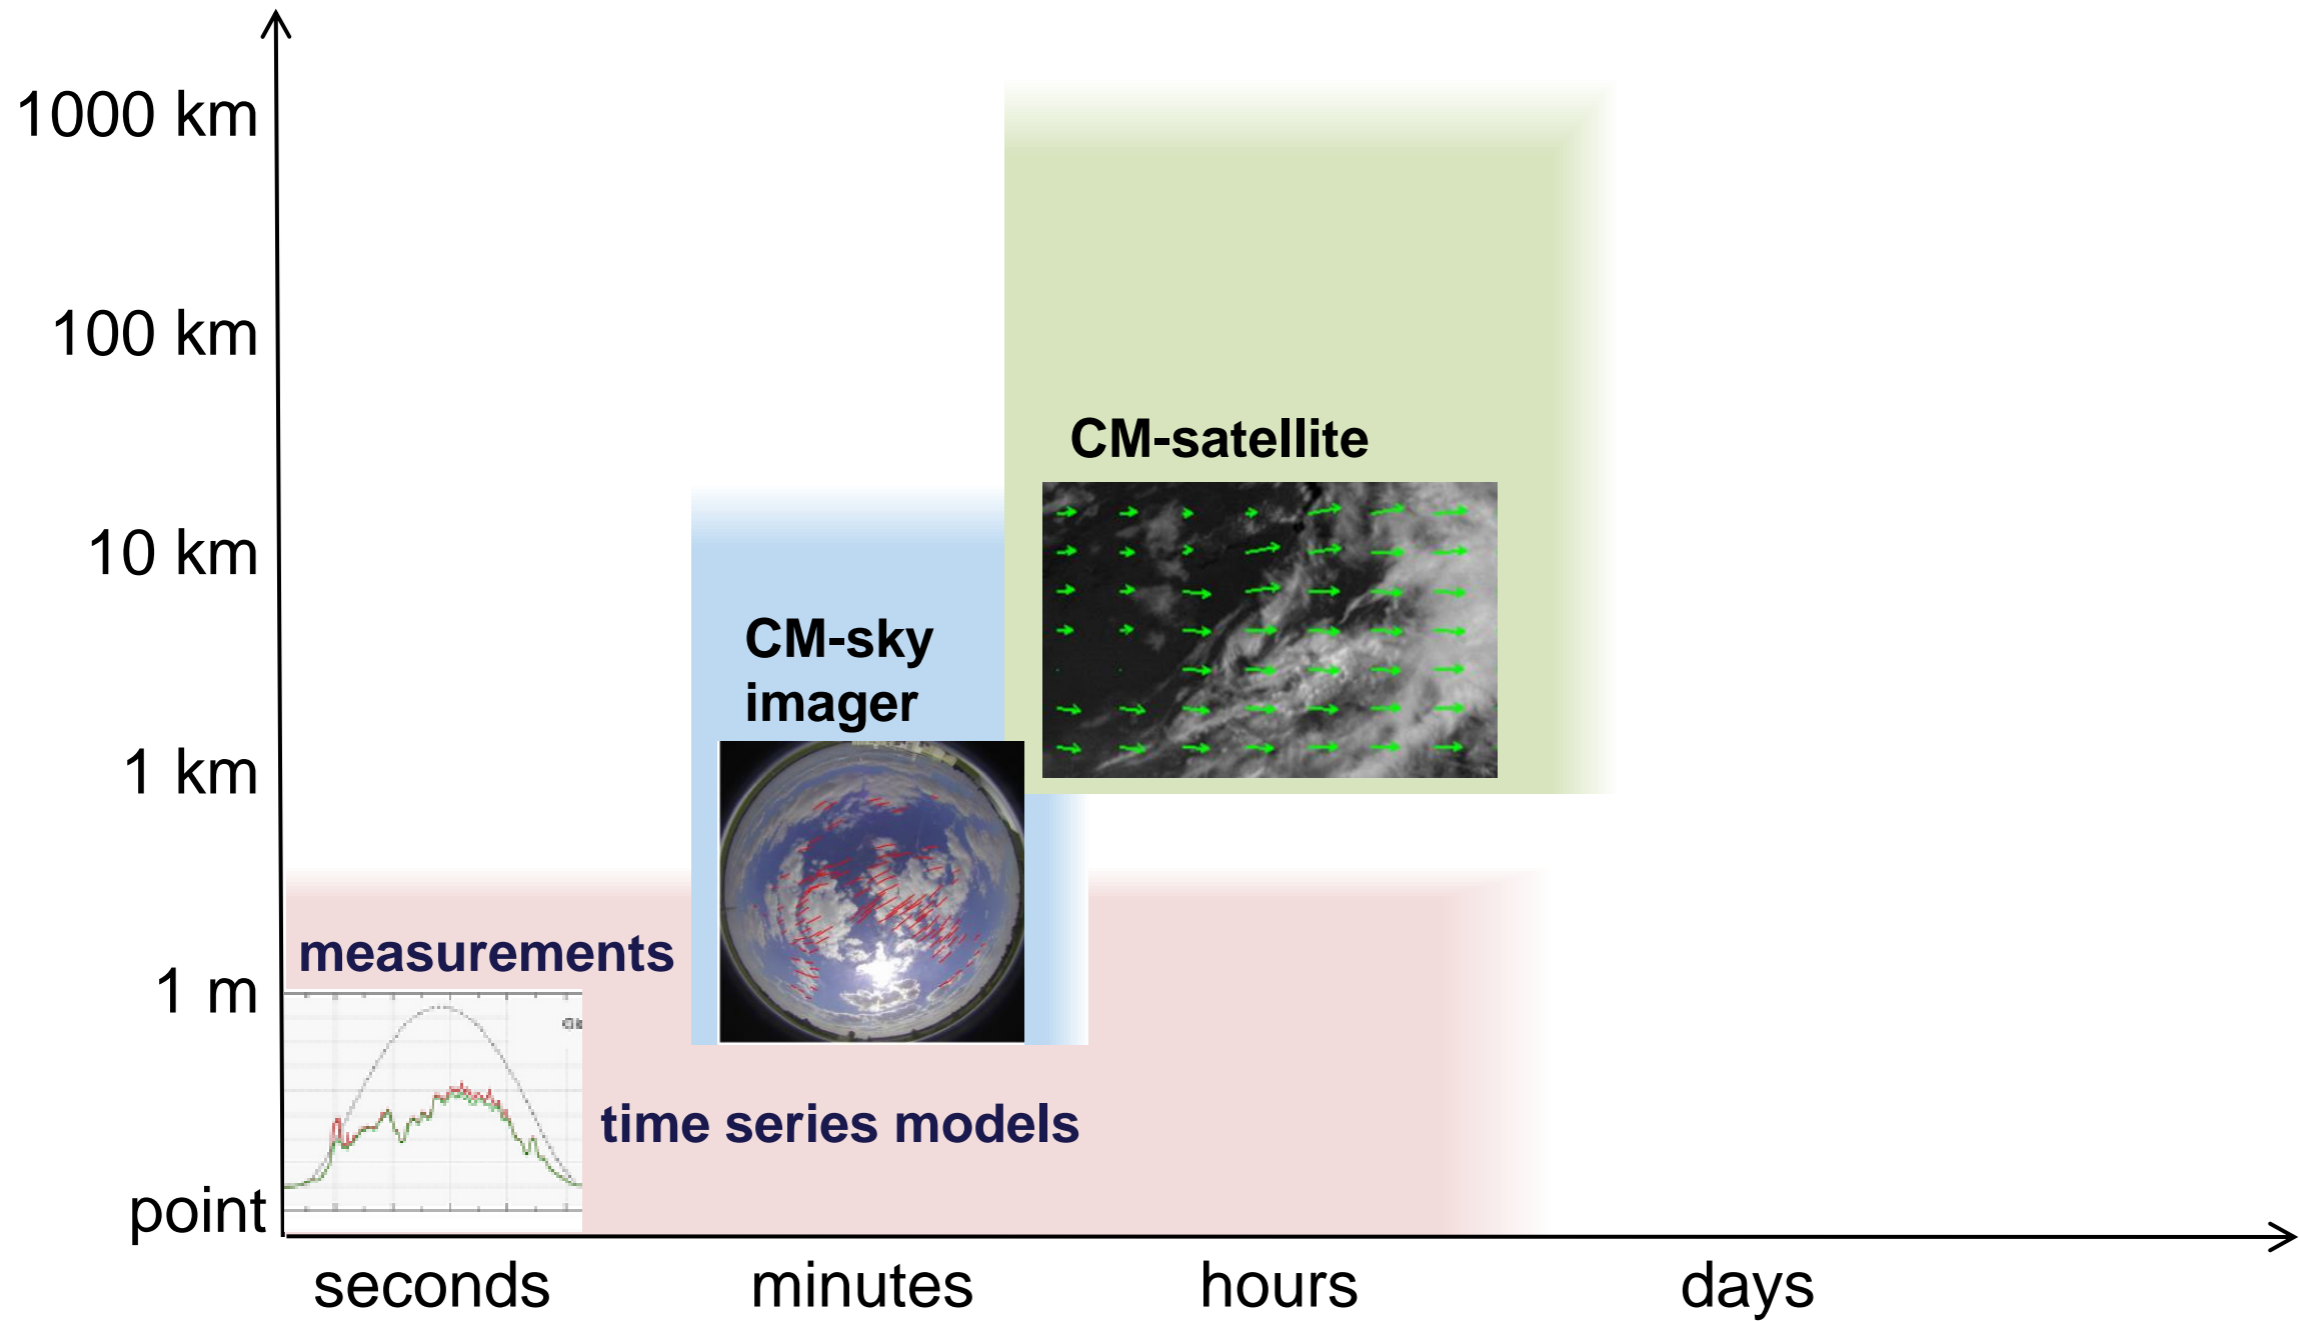 1000 km
100 km
CM-satellite
10 km
CM-sky
imager
1 km
measurements
1 m
time series models
point
seconds
minutes
hours
days